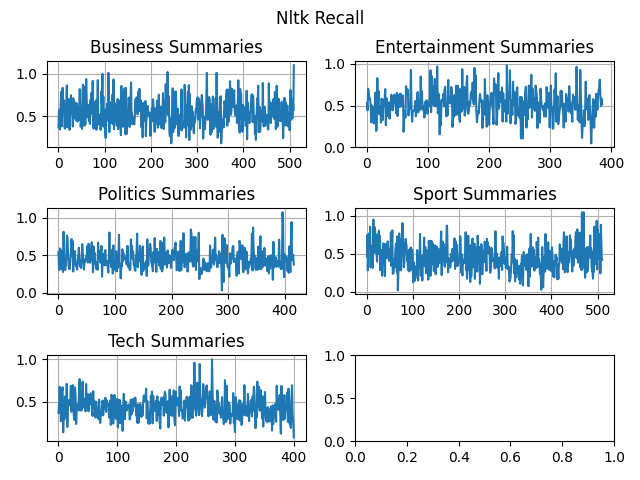 Nltk Recall
Business Summaries
1.0
0.5
0 100 200 300 400 500
Entertainment Summaries
1.0
0.5
0.0
0 100 200 300 400
Politics Summaries
1.0
0.5
0.0
0 100 200 300 400
Sport Summaries
1.0
0.5
0.0
0 100 200 300 400 500
Tech Summaries
1.0
0.5
0 100 200 300 400
1.0
0.5
0.0
0.0 0.2 0.4 0.6 0.8 1.0